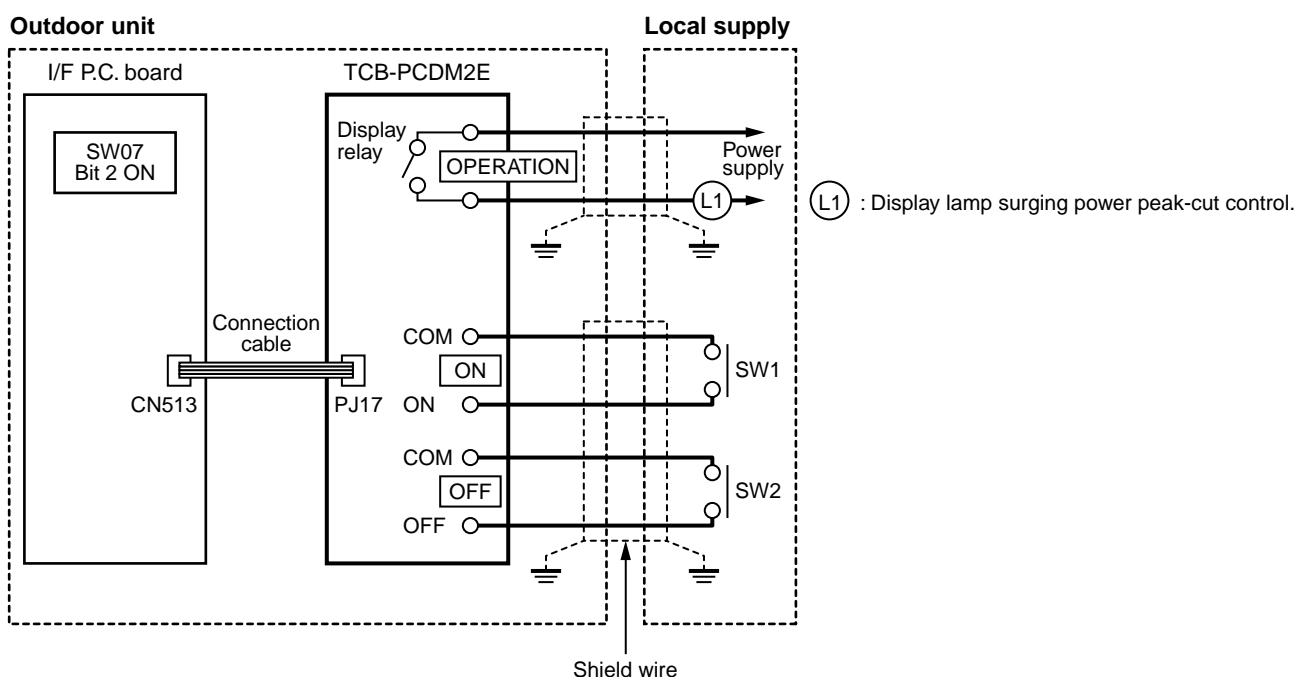 Outdoor unit
Local supply
I/F P.C. board
TCB-PCDM2E
SW07
Bit 2 ON
Display
relay
OPERATION
Power
supply
L1
L1 : Display lamp surging power peak-cut control.
Connection
cable
CN513
PJ17
COM
ON
ON
SW1
COM
OFF
OFF
SW2
Shield wire